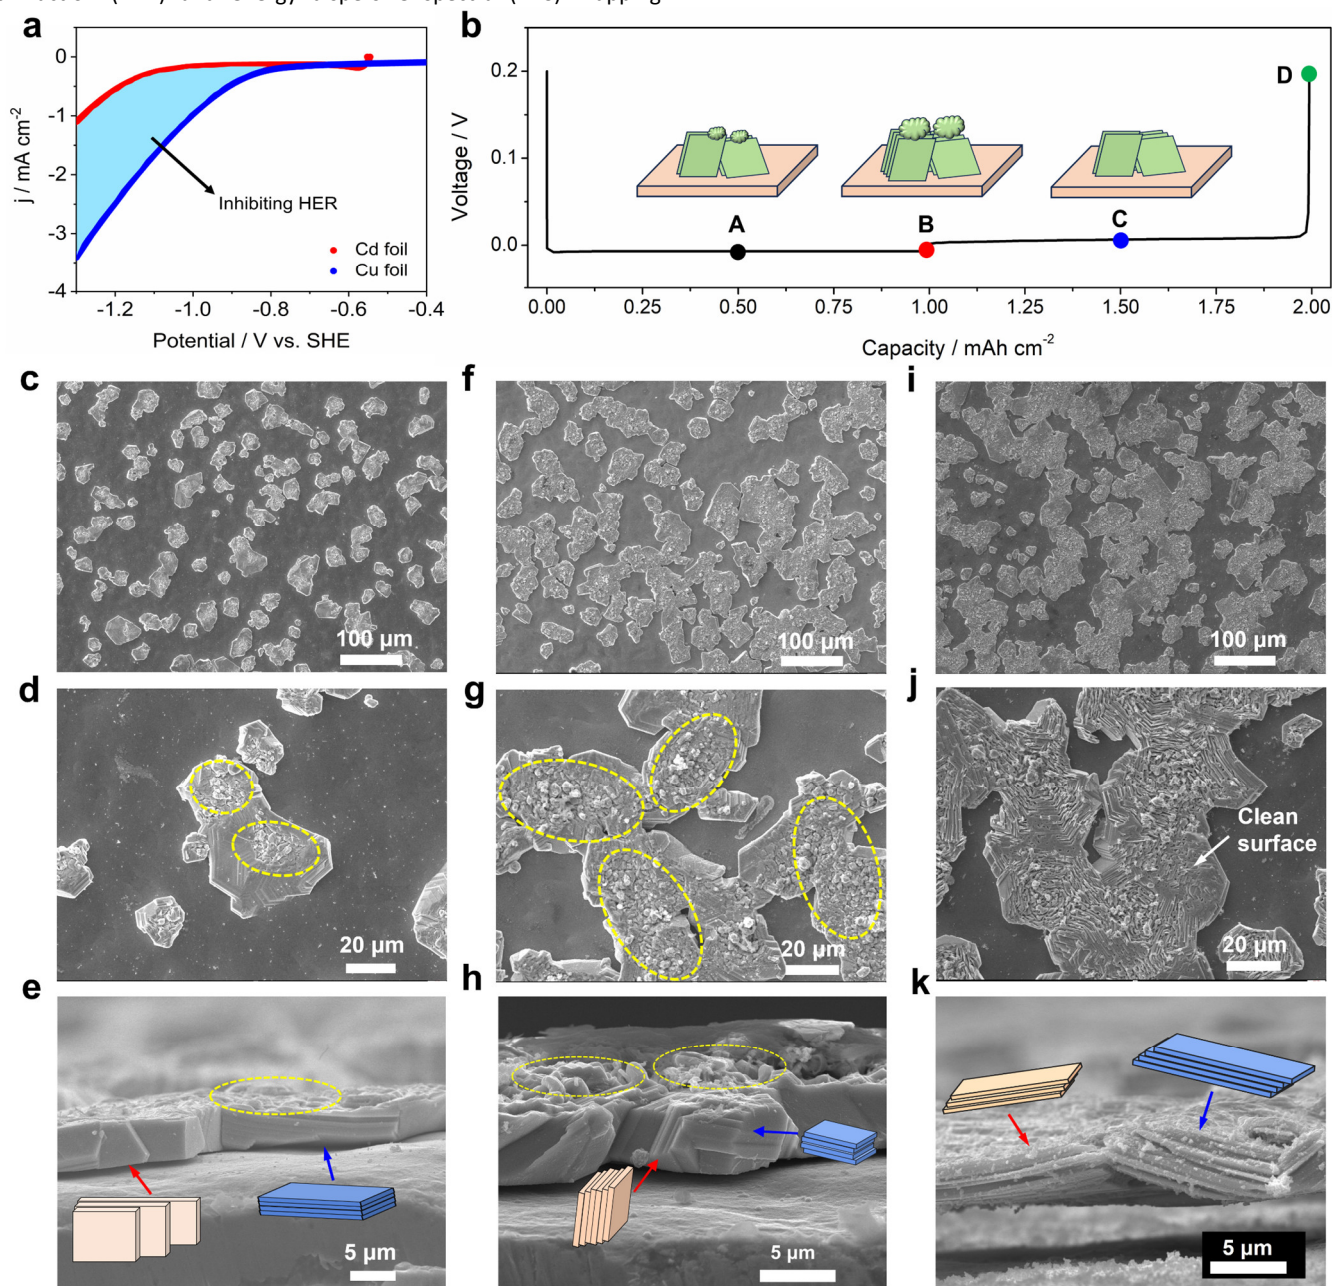 a
0
-1
-2
-3
-4
j / mA cm-2
Inhibiting HER
Cd foil
Cu foil
-1.2
-1.0
-0.8
-0.6
-0.4
Potential / V vs. SHE
b
0.2
0.1
0.0
Voltage / V
A
B
C
D
0.00
0.25
0.50
0.75
1.00
1.25
1.50
1.75
2.00
Capacity / mAh cm-2
c
100 µm
f
100 µm
i
100 µm
d
20 µm
g
20 µm
j
Clean
surface
20 µm
e
5 µm
h
5 µm
k
5 µm